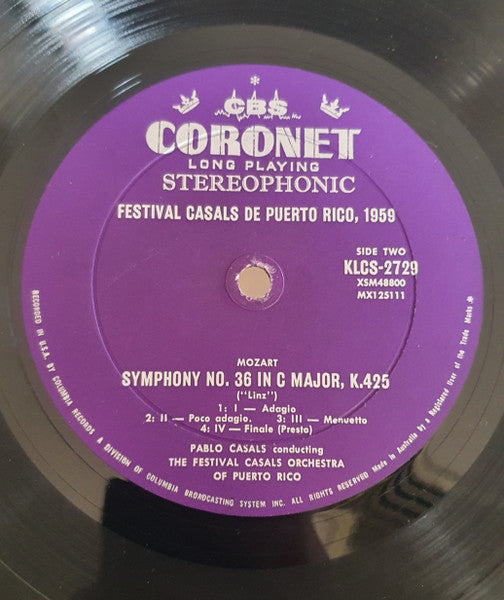 CBS
CORONET
LONG PLAYING
STEREOPHONIC
FESTIVAL CASALS DE PUERTO RICO, 1959
SIDE TWO
KLCS-2729
XSM48800
MX125111
MOZART
SYMPHONY NO. 36 IN C MAJOR, K.425
("Linz")
1: I — Adagio
2: II — Poco adagio. 3: III — Menuetto
4: IV — Finale (Presto)
PABLO CASALS conducting
THE FESTIVAL CASALS ORCHESTRA
OF PUERTO RICO
RECORDED IN U.S.A. BY COLUMBIA RECORDS A DIVISION OF COLUMBIA BROADCASTING SYSTEM INC. ALL RIGHTS RESERVED Made in Australia by a Registered User of the Trade Marks